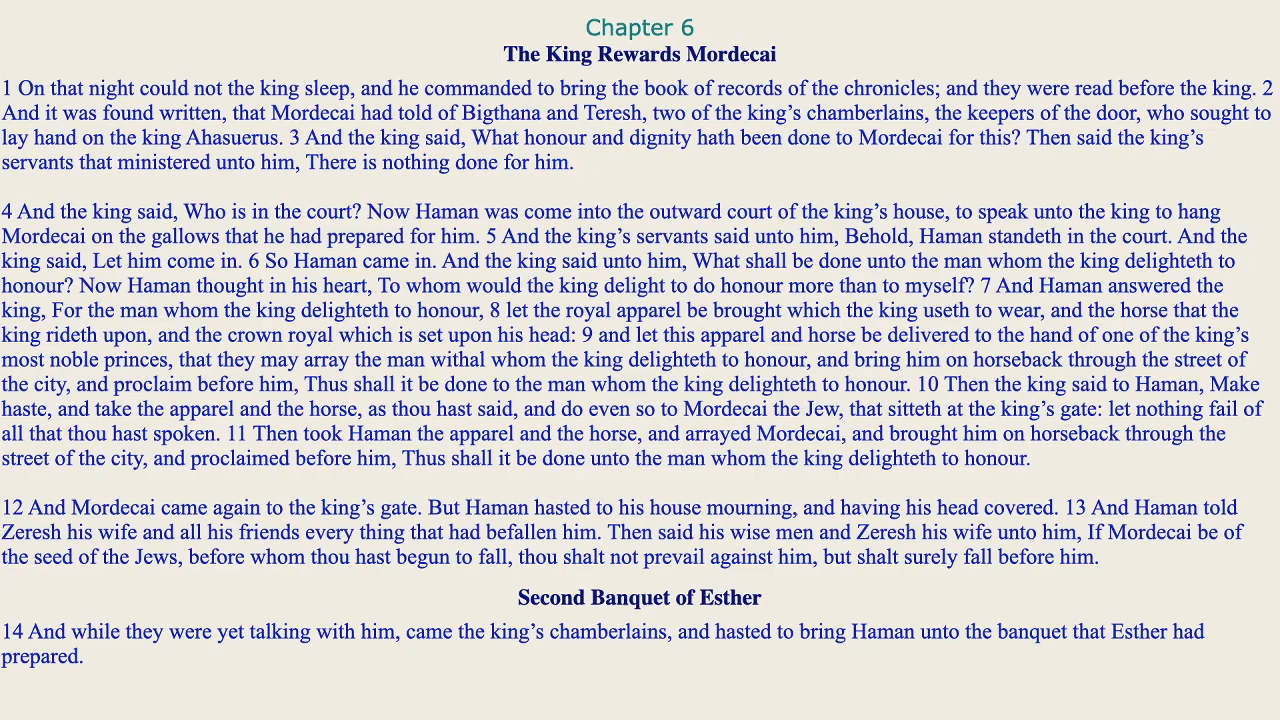 Chapter 6
The King Rewards Mordecai
1 On that night could not the king sleep, and he commanded to bring the book of records of the chronicles; and they were read before the king. 2
And it was found written, that Mordecai had told of Bigthana and Teresh, two of the king’s chamberlains, the keepers of the door, who sought to
lay hand on the king Ahasuerus. 3 And the king said, What honour and dignity hath been done to Mordecai for this? Then said the king’s
servants that ministered unto him, There is nothing done for him.
4 And the king said, Who is in the court? Now Haman was come into the outward court of the king’s house, to speak unto the king to hang
Mordecai on the gallows that he had prepared for him. 5 And the king’s servants said unto him, Behold, Haman standeth in the court. And the
king said, Let him come in. 6 So Haman came in. And the king said unto him, What shall be done unto the man whom the king delighteth to
honour? Now Haman thought in his heart, To whom would the king delight to do honour more than to myself? 7 And Haman answered the
king, For the man whom the king delighteth to honour, 8 let the royal apparel be brought which the king useth to wear, and the horse that the
king rideth upon, and the crown royal which is set upon his head: 9 and let this apparel and horse be delivered to the hand of one of the king’s
most noble princes, that they may array the man withal whom the king delighteth to honour, and bring him on horseback through the street of
the city, and proclaim before him, Thus shall it be done to the man whom the king delighteth to honour. 10 Then the king said to Haman, Make
haste, and take the apparel and the horse, as thou hast said, and do even so to Mordecai the Jew, that sitteth at the king’s gate: let nothing fail of
all that thou hast spoken. 11 Then took Haman the apparel and the horse, and arrayed Mordecai, and brought him on horseback through the
street of the city, and proclaimed before him, Thus shall it be done unto the man whom the king delighteth to honour.
12 And Mordecai came again to the king’s gate. But Haman hasted to his house mourning, and having his head covered. 13 And Haman told
Zeresh his wife and all his friends every thing that had befallen him. Then said his wise men and Zeresh his wife unto him, If Mordecai be of
the seed of the Jews, before whom thou hast begun to fall, thou shalt not prevail against him, but shalt surely fall before him.
Second Banquet of Esther
14 And while they were yet talking with him, came the king’s chamberlains, and hasted to bring Haman unto the banquet that Esther had
prepared.